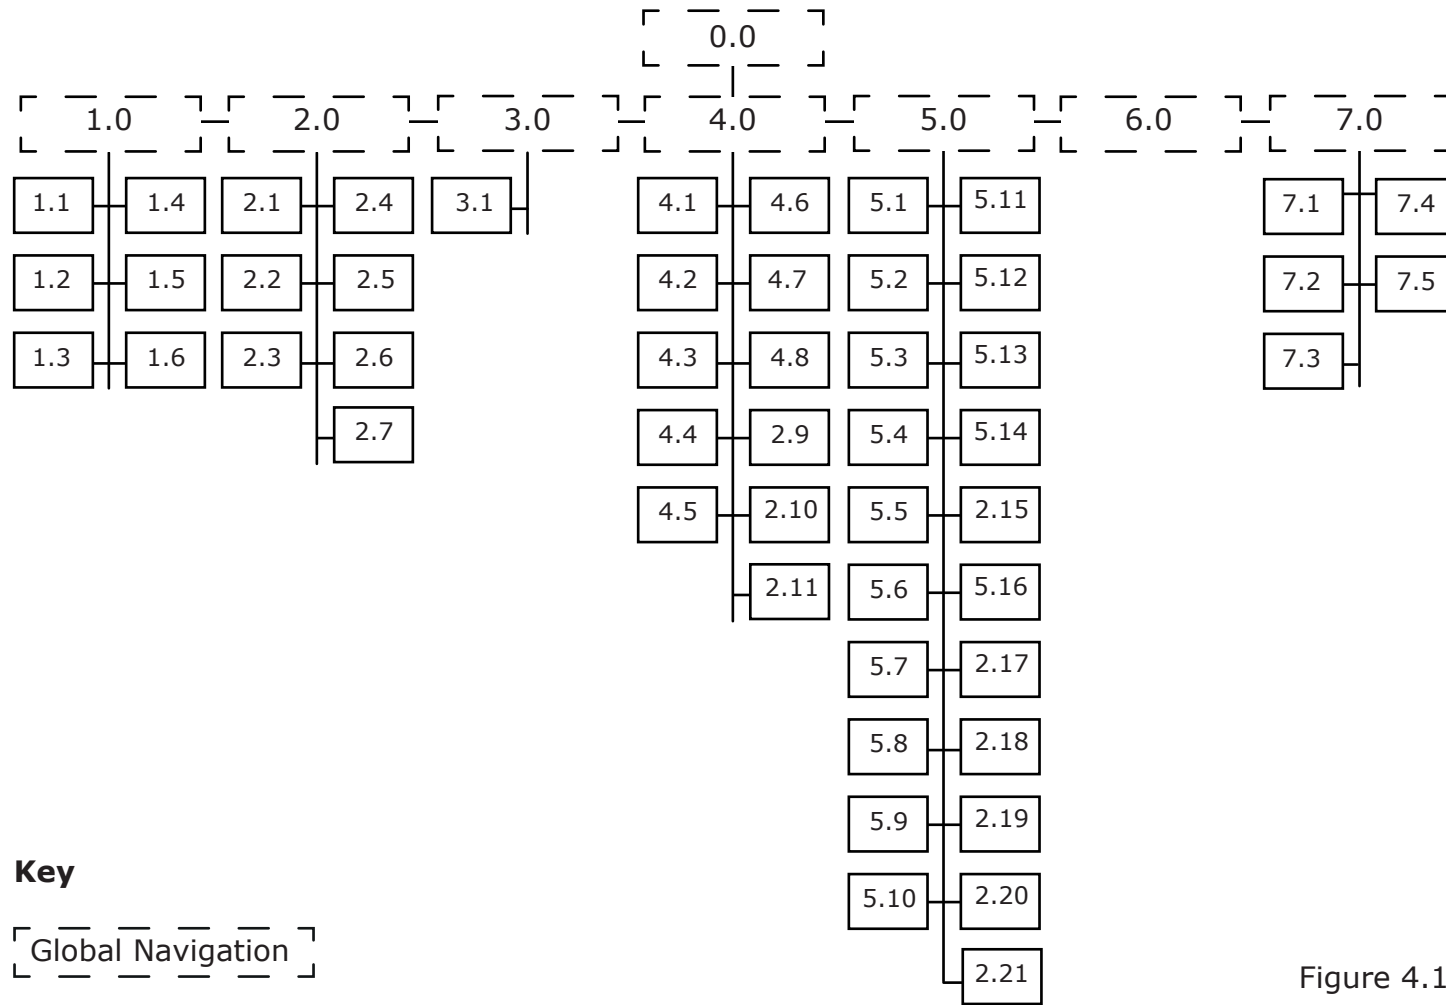 0.0
1.0 2.0 3.0 4.0 5.0 6.0 7.0
1.1 1.4 2.1 2.4 3.1 4.1 4.6 5.1 5.11 7.1 7.4
1.2 1.5 2.2 2.5 4.2 4.7 5.2 5.12 7.2 7.5
1.3 1.6 2.3 2.6 4.3 4.8 5.3 5.13 7.3
2.7 4.4 2.9 5.4 5.14
4.5 2.10 5.5 2.15
2.11 5.6 5.16
5.7 2.17
5.8 2.18
5.9 2.19
Key
5.10 2.20
Global Navigation
2.21
Figure 4.1